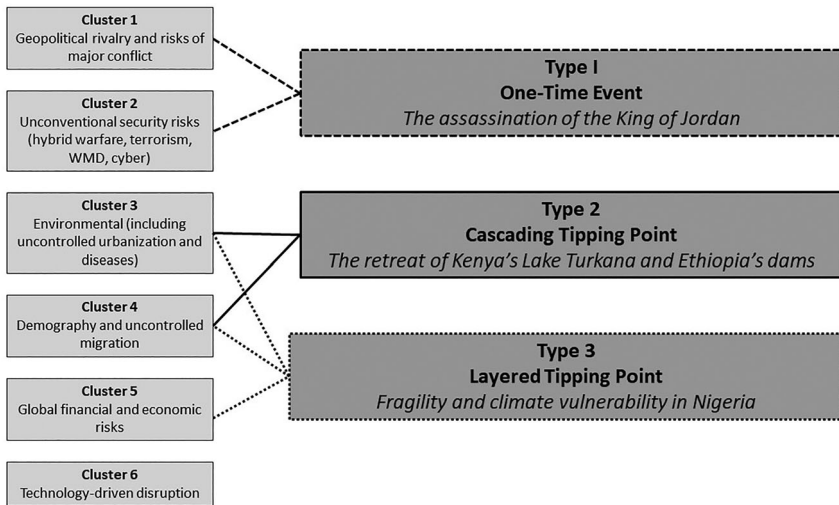 Cluster 1
Geopolitical rivalry and risks of
major conflict
Cluster 2
Unconventional security risks
(hybrid warfare, terrorism,
WMD, cyber)
Cluster 3
Environmental (including
uncontrolled urbanization and
diseases)
Cluster 4
Demography and uncontrolled
migration
Cluster 5
Global financial and economic
risks
Cluster 6
Technology-driven disruption
Type I
One-Time Event
The assassination of the King of Jordan
Type 2
Cascading Tipping Point
The retreat of Kenya's Lake Turkana and Ethiopia's dams
Type 3
Layered Tipping Point
Fragility and climate vulnerability in Nigeria